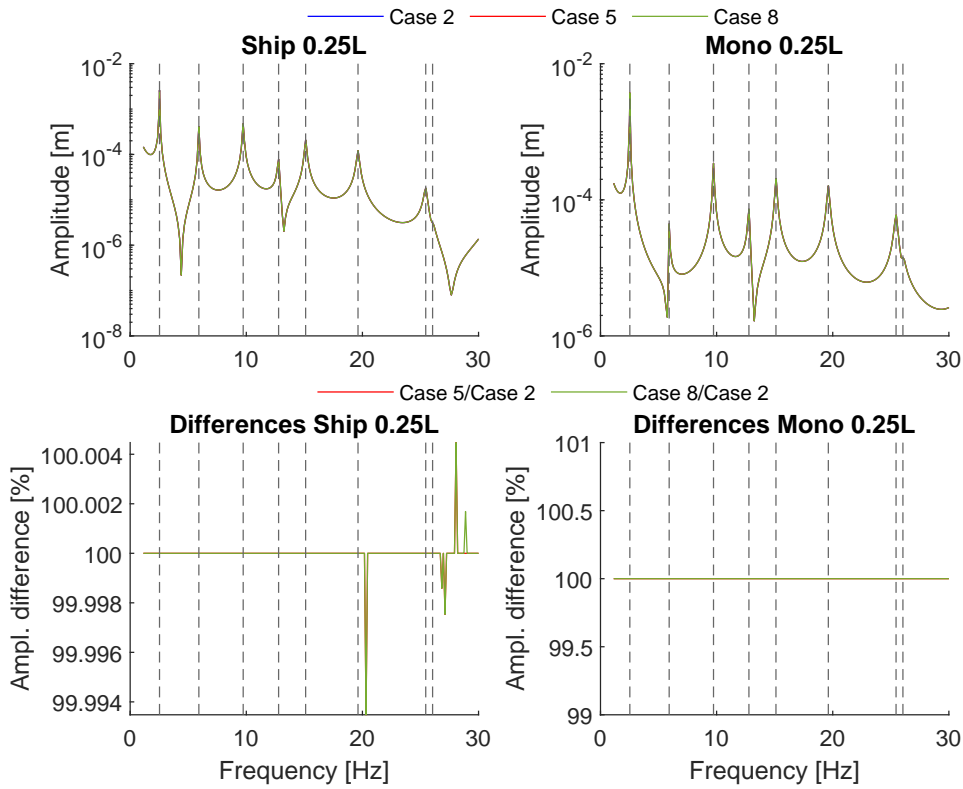 Case 2 Case 5 Case 8
Ship 0.25L
10^-2
10^-4
10^-6
10^-8
Amplitude [m]
0 10 20 30
Mono 0.25L
10^-2
10^-4
10^-6
Amplitude [m]
0 10 20 30
Case 5/Case 2 Case 8/Case 2
Differences Ship 0.25L
100.004
100.002
100
99.998
99.996
99.994
Ampl. difference [%]
0 10 20 30
Frequency [Hz]
Differences Mono 0.25L
101
100.5
100
99.5
99
Ampl. difference [%]
0 10 20 30
Frequency [Hz]